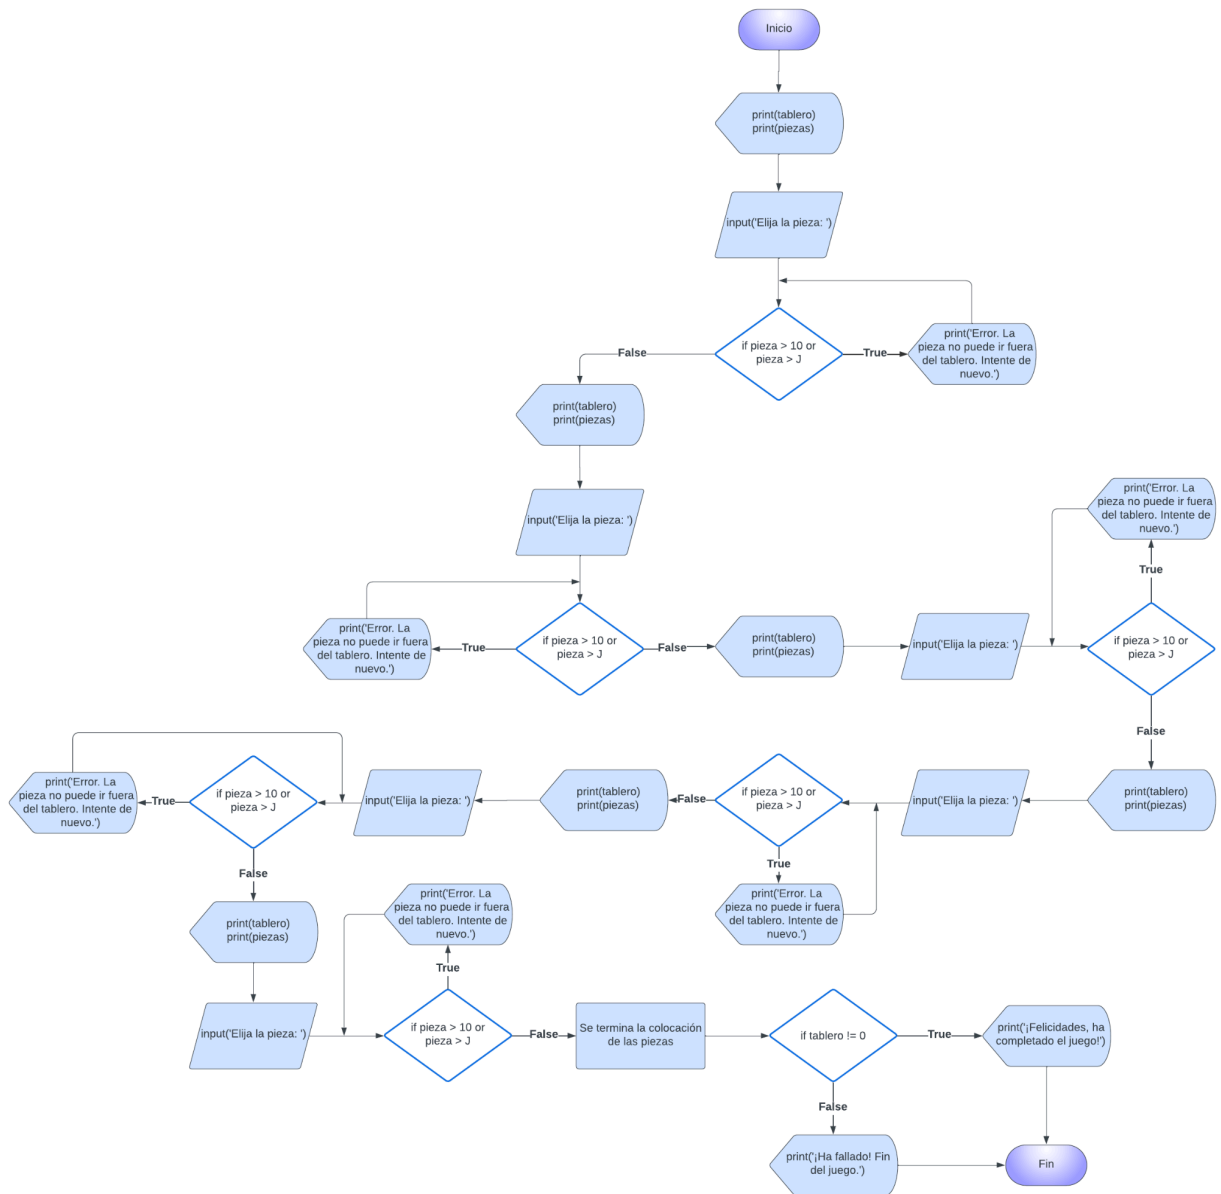 Inicio
print(tablero)
print(piezas)
input('Elija la pieza: ')
if pieza > 10 or
pieza > J
True
print('Error. La
pieza no puede ir fuera
del tablero. Intente de
nuevo.')
False
print(tablero)
print(piezas)
input('Elija la pieza: ')
if pieza > 10 or
pieza > J
True
print('Error. La
pieza no puede ir fuera
del tablero. Intente de
nuevo.')
False
print(tablero)
print(piezas)
input('Elija la pieza: ')
if pieza > 10 or
pieza > J
True
print('Error. La
pieza no puede ir fuera
del tablero. Intente de
nuevo.')
False
print(tablero)
print(piezas)
input('Elija la pieza: ')
if pieza > 10 or
pieza > J
True
print('Error. La
pieza no puede ir fuera
del tablero. Intente de
nuevo.')
False
print(tablero)
print(piezas)
input('Elija la pieza: ')
if pieza > 10 or
pieza > J
True
print('Error. La
pieza no puede ir fuera
del tablero. Intente de
nuevo.')
False
print(tablero)
print(piezas)
input('Elija la pieza: ')
if pieza > 10 or
pieza > J
True
print('Error. La
pieza no puede ir fuera
del tablero. Intente de
nuevo.')
False
Se termina la colocación
de las piezas
if tablero != 0
True
print('¡Felicidades, ha
completado el juego!')
False
print('¡Ha fallado! Fin
del juego.')
Fin